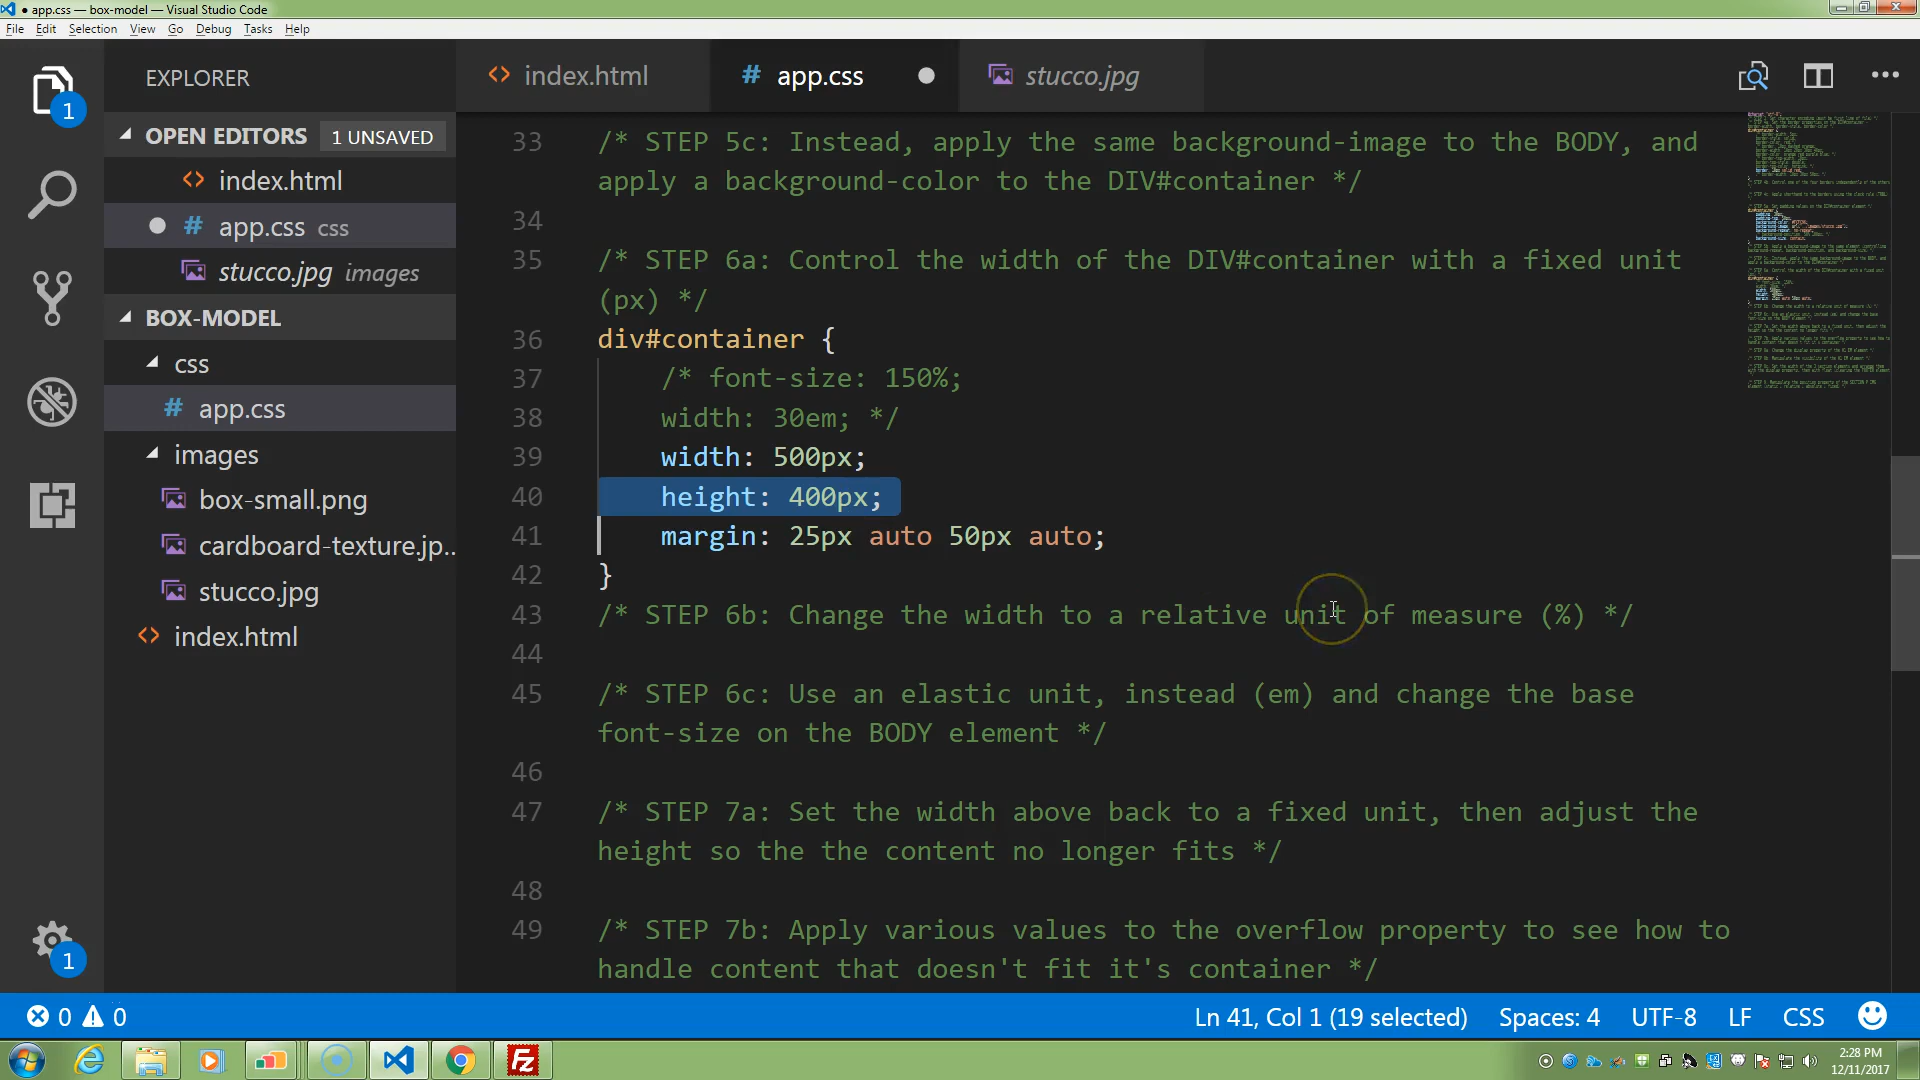 ● app.css — box-model — Visual Studio Code
File Edit Selection View Go Debug Tasks Help
EXPLORER
index.html
# app.css
stucco.jpg
1
OPEN EDITORS 1 UNSAVED
index.html
# app.css css
stucco.jpg images
BOX-MODEL
css
# app.css
images
box-small.png
cardboard-texture.jp...
stucco.jpg
index.html
33 /* STEP 5c: Instead, apply the same background-image to the BODY, and
apply a background-color to the DIV#container */
34
35 /* STEP 6a: Control the width of the DIV#container with a fixed unit
(px) */
36 div#container {
37 /* font-size: 150%;
38 width: 30em; */
39 width: 500px;
40 height: 400px;
41 margin: 25px auto 50px auto;
42 }
43 /* STEP 6b: Change the width to a relative unit of measure (%) */
44
45 /* STEP 6c: Use an elastic unit, instead (em) and change the base
font-size on the BODY element */
46
47 /* STEP 7a: Set the width above back to a fixed unit, then adjust the
height so the the content no longer fits */
48
49 /* STEP 7b: Apply various values to the overflow property to see how to
handle content that doesn't fit it's container */
1
0 0 Ln 41, Col 1 (19 selected) Spaces: 4 UTF-8 LF CSS
2:28 PM
12/11/2017